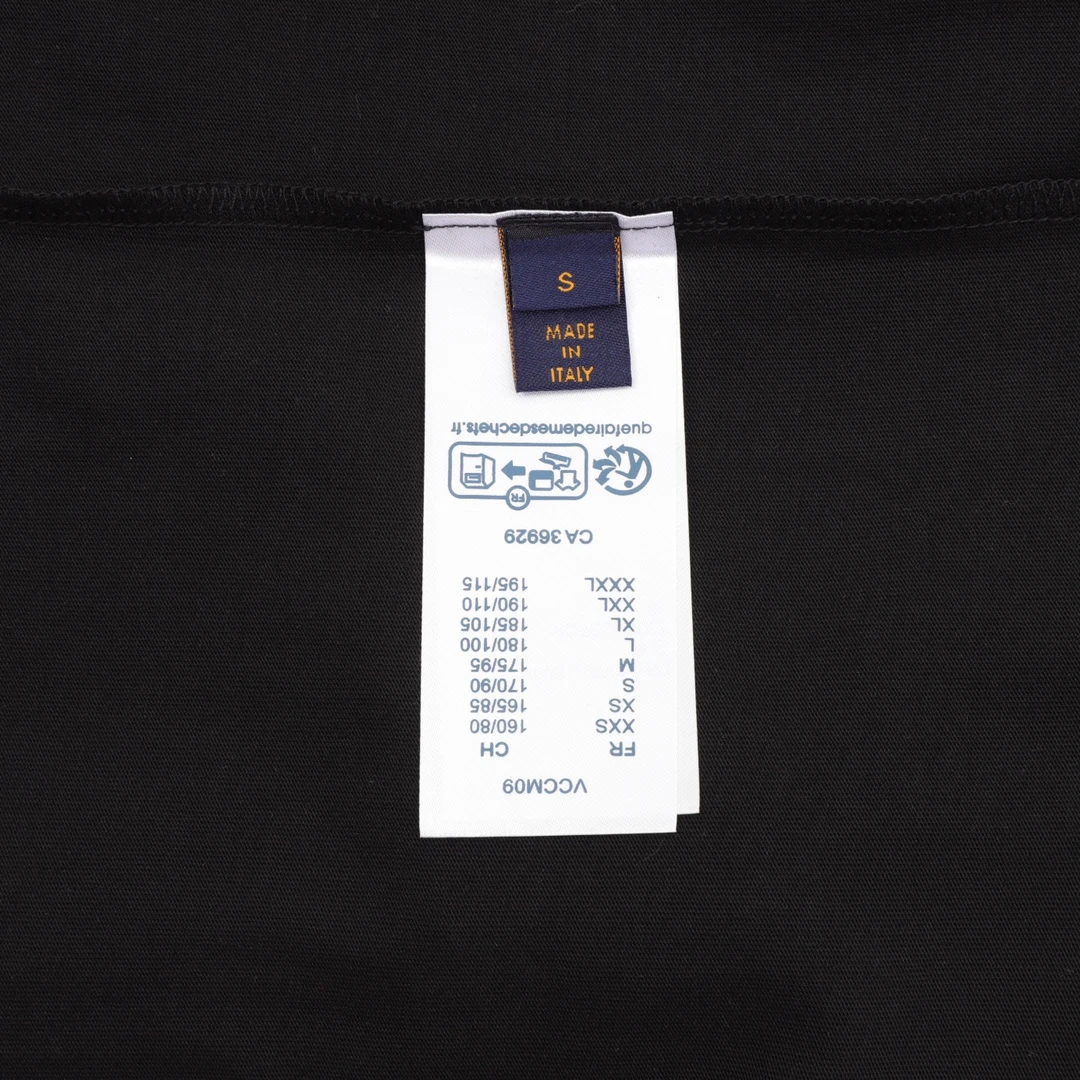 S
MADE
IN
ITALY
VCCM09
FR CH
XXS 160/80
XS 165/85
S 170/90
M 175/95
L 180/100
XL 185/105
XXL 190/110
XXXL 195/115
CA 36929
FR
quefairedemesdechets.fr